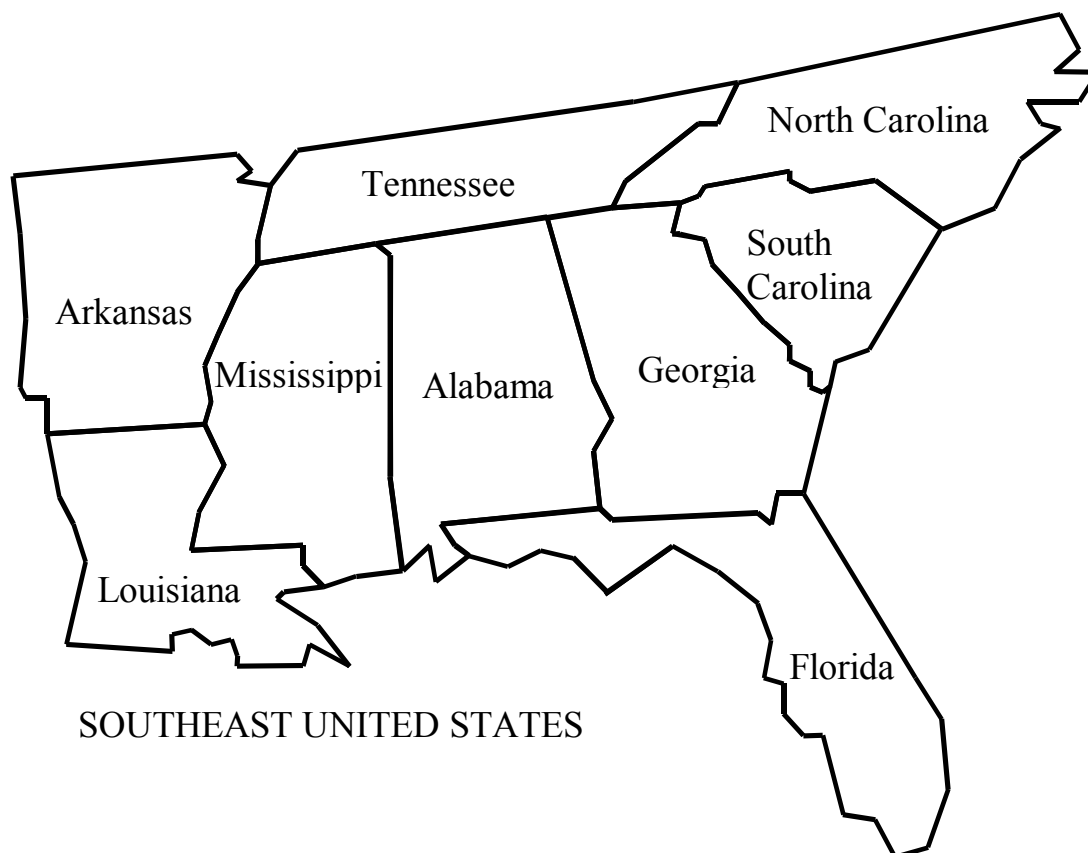 North Carolina
Tennessee
South
Carolina
Arkansas
Mississippi
Alabama
Georgia
Louisiana
Florida
SOUTHEAST UNITED STATES